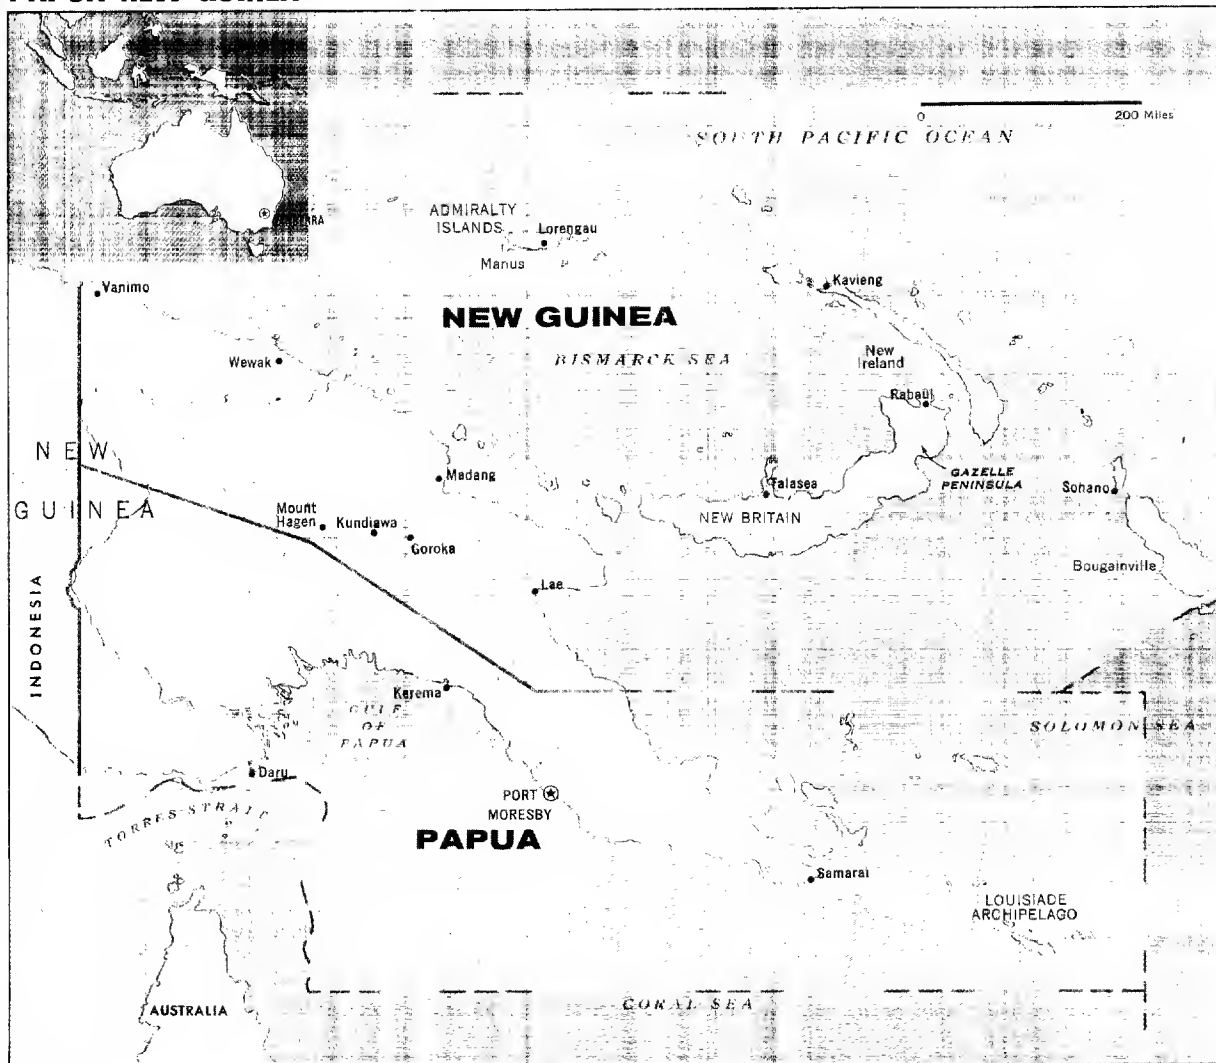 PAPUA NEW GUINEA
0 200 Miles
SOUTH PACIFIC OCEAN
ADMIRALTY
ISLANDS
Lorengau
Manus
Vanimo
Kavieng
NEW GUINEA
BISMARCK SEA
New
Ireland
Wewak
Rabaul
NEW
GUINEA
Madang
GAZELLE
PENINSULA
Talasea
Sohano
NEW BRITAIN
Mount
Hagen
Kundiawa
Goroka
Bougainville
Lae
INDONESIA
Kerema
GULF
OF
PAPUA
SOLOMON SEA
Daru
TORRES STRAIT
PORT
MORESBY
PAPUA
Samarai
LOUISIADE
ARCHIPELAGO
CORAL SEA
AUSTRALIA